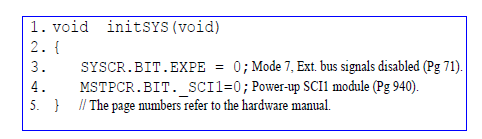 1. void initSYS(void)
2. {
3. SYSCR.BIT.EXPE = 0; Mode 7, Ext. bus signals disabled (Pg 71).
4. MSTPCR.BIT._SCI1=0; Power-up SCI1 module (Pg 940).
5. } // The page numbers refer to the hardware manual.